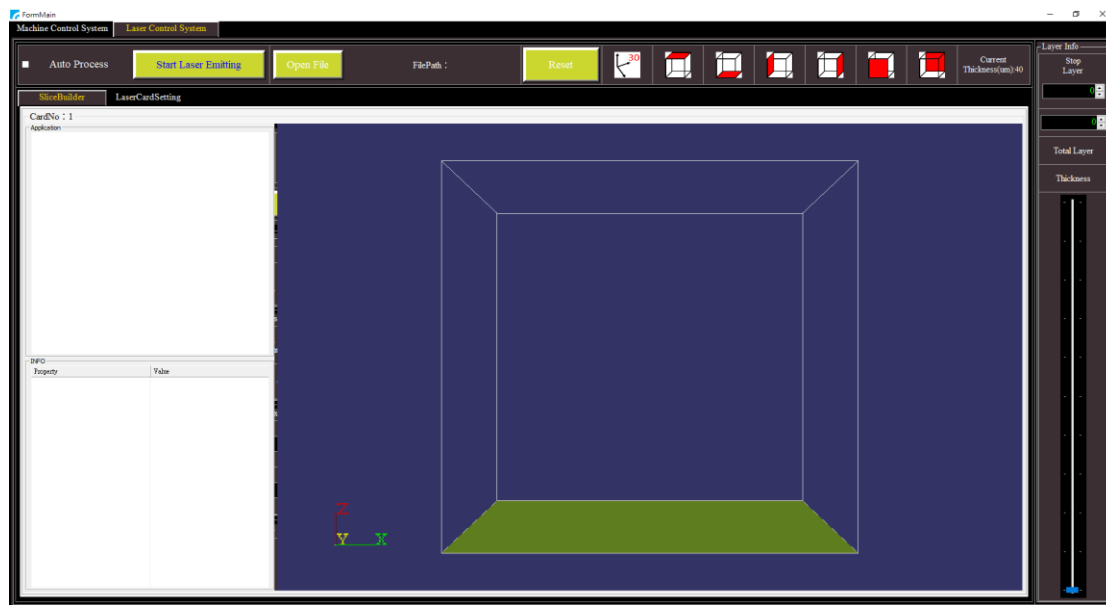 FormMain
Machine Control System
Laser Control System
Auto Process
Start Laser Emitting
Open File
FilePath：
Reset
30
Current
Thickness(um):40
Layer Info
Stop
Layer
0
0
Total Layer
Thickness
SliceBuilder
LaserCardSetting
CardNo：1
Application
INFO
Property
Value
Z
Y
X